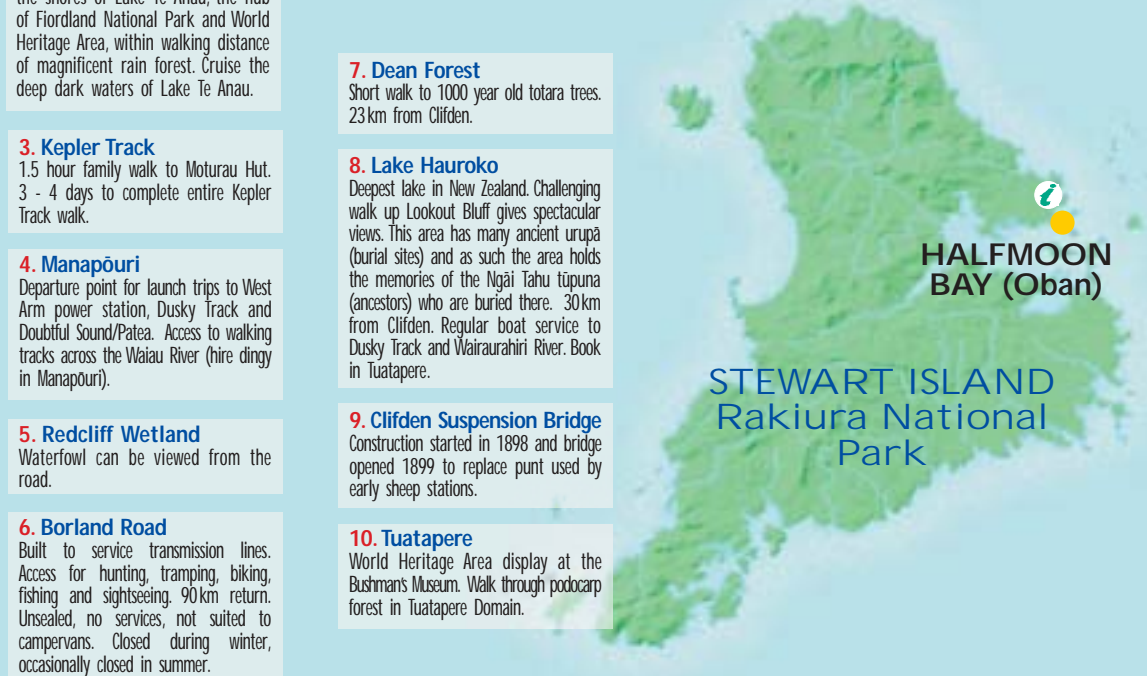 the shores of Lake Te Anau, the hub
of Fiordland National Park and World
Heritage Area, within walking distance
of magnificent rain forest. Cruise the
deep dark waters of Lake Te Anau.
3. Kepler Track
1.5 hour family walk to Moturau Hut.
3 - 4 days to complete entire Kepler
Track walk.
4. Manapōuri
Departure point for launch trips to West
Arm power station, Dusky Track and
Doubtful Sound/Patea. Access to walking
tracks across the Waiau River (hire dingy
in Manapōuri).
5. Redcliff Wetland
Waterfowl can be viewed from the
road.
6. Borland Road
Built to service transmission lines.
Access for hunting, tramping, biking,
fishing and sightseeing. 90km return.
Unsealed, no services, not suited to
campervans. Closed during winter,
occasionally closed in summer.
7. Dean Forest
Short walk to 1000 year old totara trees.
23km from Clifden.
8. Lake Hauroko
Deepest lake in New Zealand. Challenging
walk up Lookout Bluff gives spectacular
views. This area has many ancient urupā
(burial sites) and as such the area holds
the memories of the Ngāi Tahu tūpuna
(ancestors) who are buried there. 30km
from Clifden. Regular boat service to
Dusky Track and Wairaurahiri River. Book
in Tuatapere.
9. Clifden Suspension Bridge
Construction started in 1898 and bridge
opened 1899 to replace punt used by
early sheep stations.
10. Tuatapere
World Heritage Area display at the
Bushman's Museum. Walk through podocarp
forest in Tuatapere Domain.
i
HALFMOON
BAY (Oban)
STEWART ISLAND
Rakiura National
Park